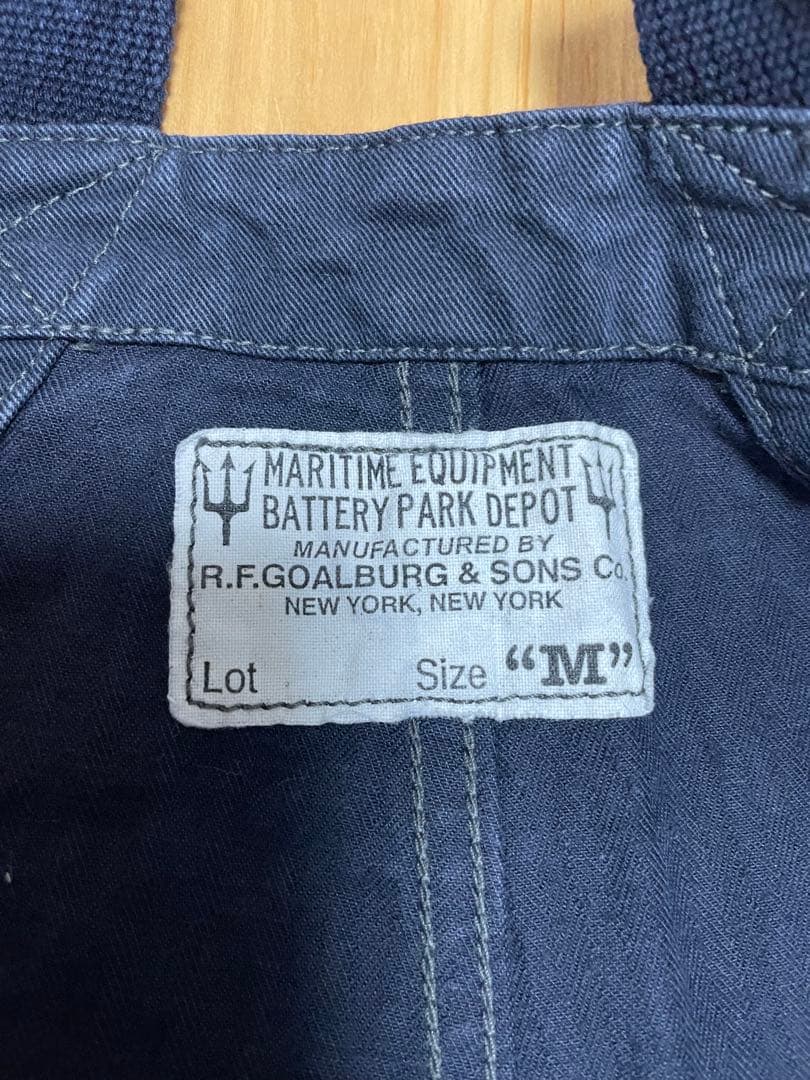 MARITIME EQUIPMENT
BATTERY PARK DEPOT
MANUFACTURED BY
R.F.GOALBURG & SONS Co.
NEW YORK, NEW YORK
Lot Size “M”